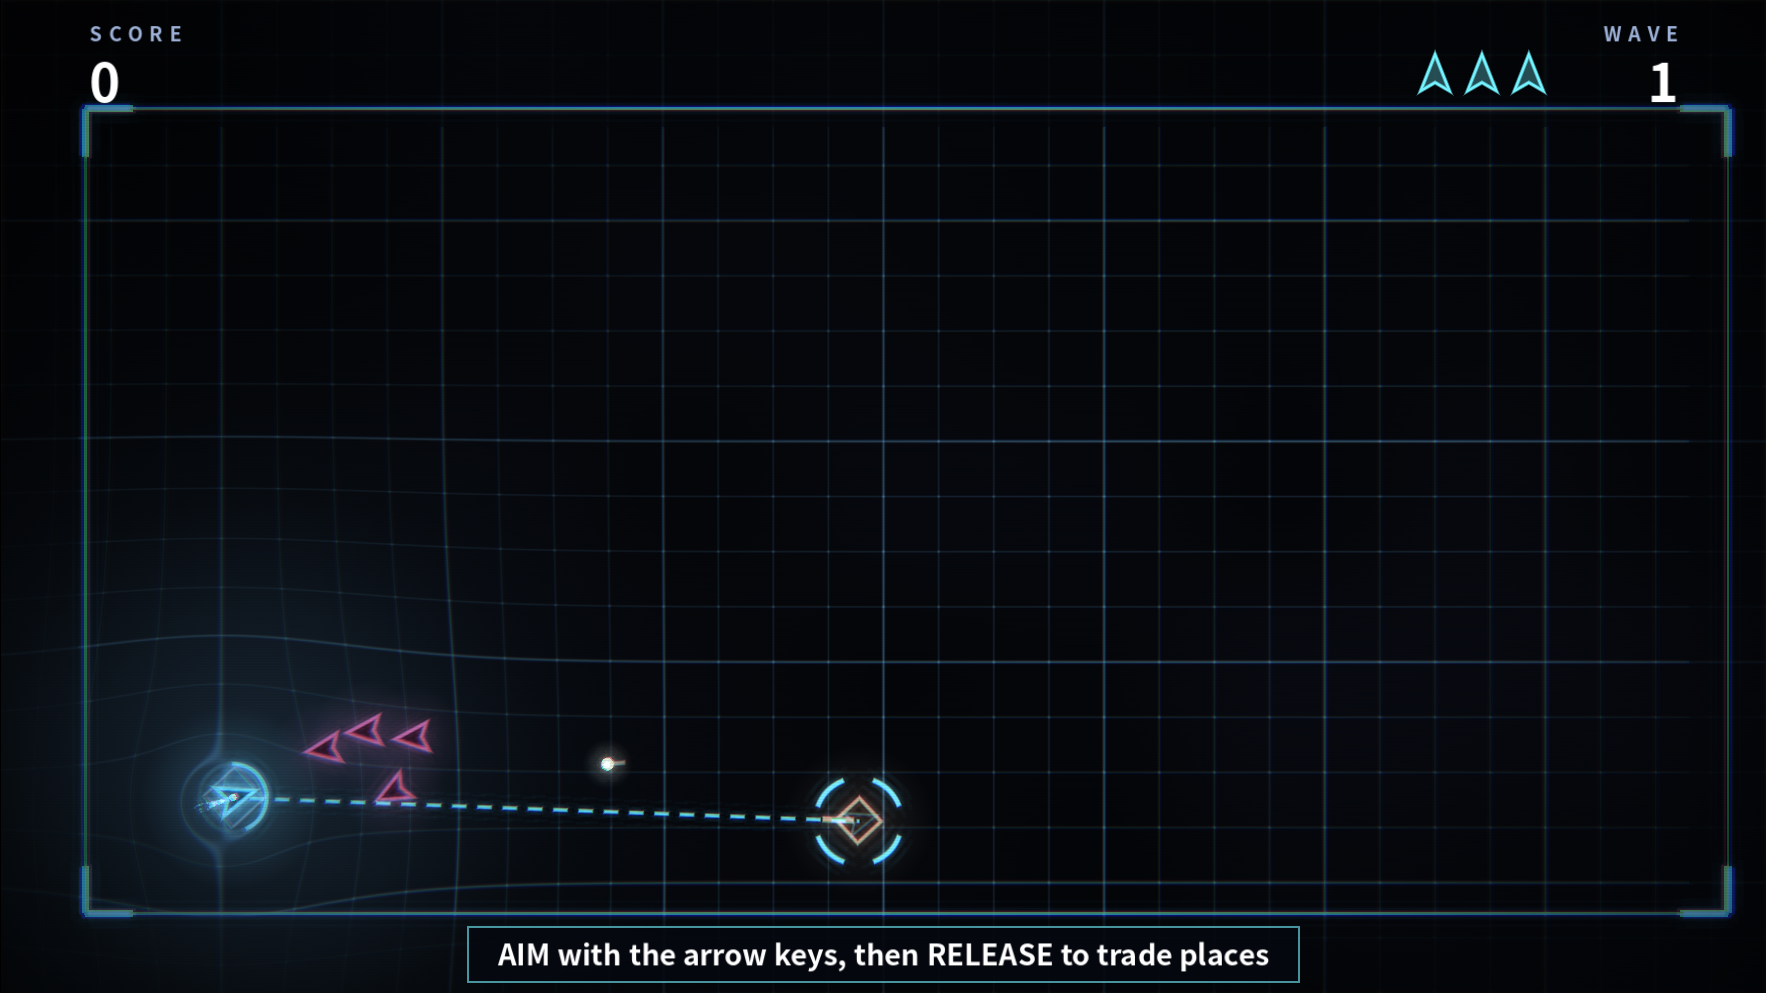 SCORE
0
WAVE
1
AIM with the arrow keys, then RELEASE to trade places